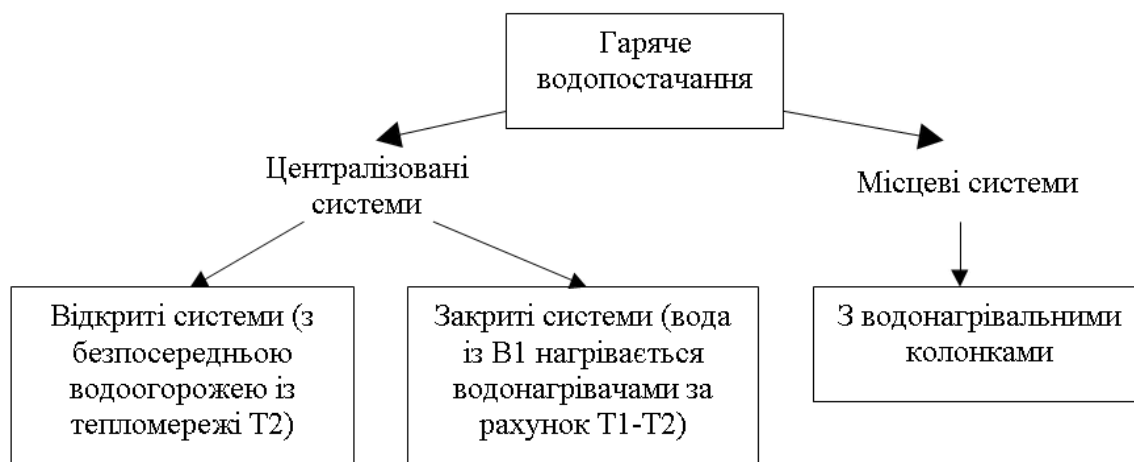 Гаряче
водопостачання
Централізовані
системи
Місцеві системи
Відкриті системи (з
безпосередньою
водоогорожею із
тепломережі Т2)
Закриті системи (вода
із В1 нагрівається
водонагрівачами за
рахунок Т1-Т2)
З водонагрівальними
колонками